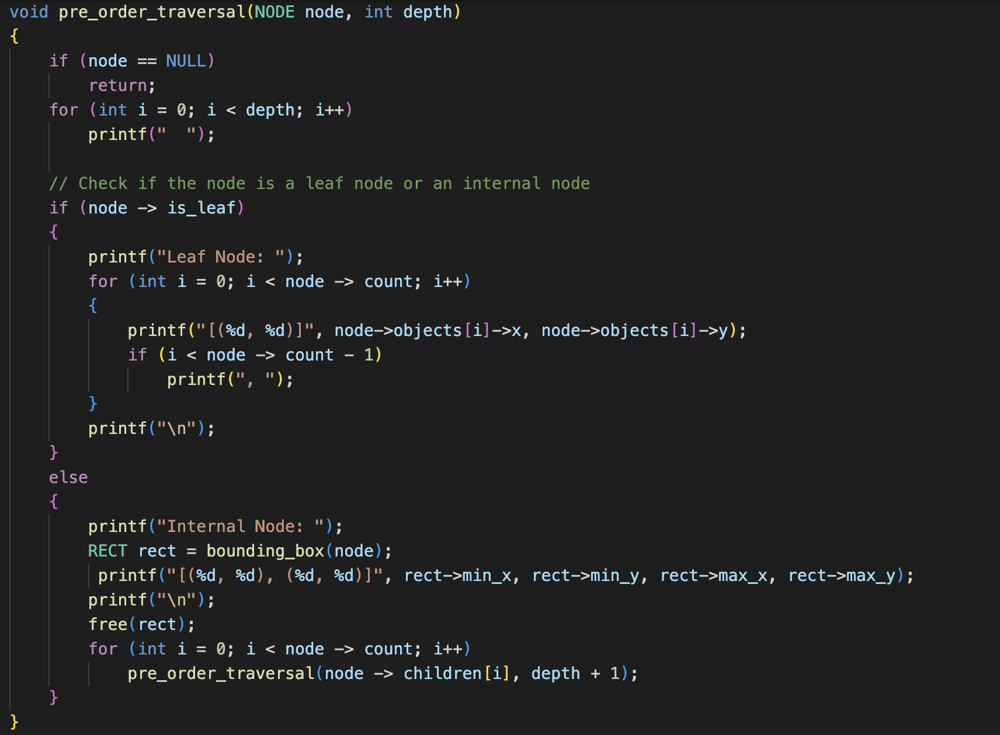 void pre_order_traversal(NODE node, int depth)
{
    if (node == NULL)
        return;
    for (int i = 0; i < depth; i++)
        printf("  ");

    // Check if the node is a leaf node or an internal node
    if (node -> is_leaf)
    {
        printf("Leaf Node: ");
        for (int i = 0; i < node -> count; i++)
        {
            printf("[(%d, %d)]", node->objects[i]->x, node->objects[i]->y);
            if (i < node -> count - 1)
                printf(", ");
        }
        printf("\n");
    }
    else
    {
        printf("Internal Node: ");
        RECT rect = bounding_box(node);
         printf("[(%d, %d), (%d, %d)]", rect->min_x, rect->min_y, rect->max_x, rect->max_y);
        printf("\n");
        free(rect);
        for (int i = 0; i < node -> count; i++)
            pre_order_traversal(node -> children[i], depth + 1);
    }
}